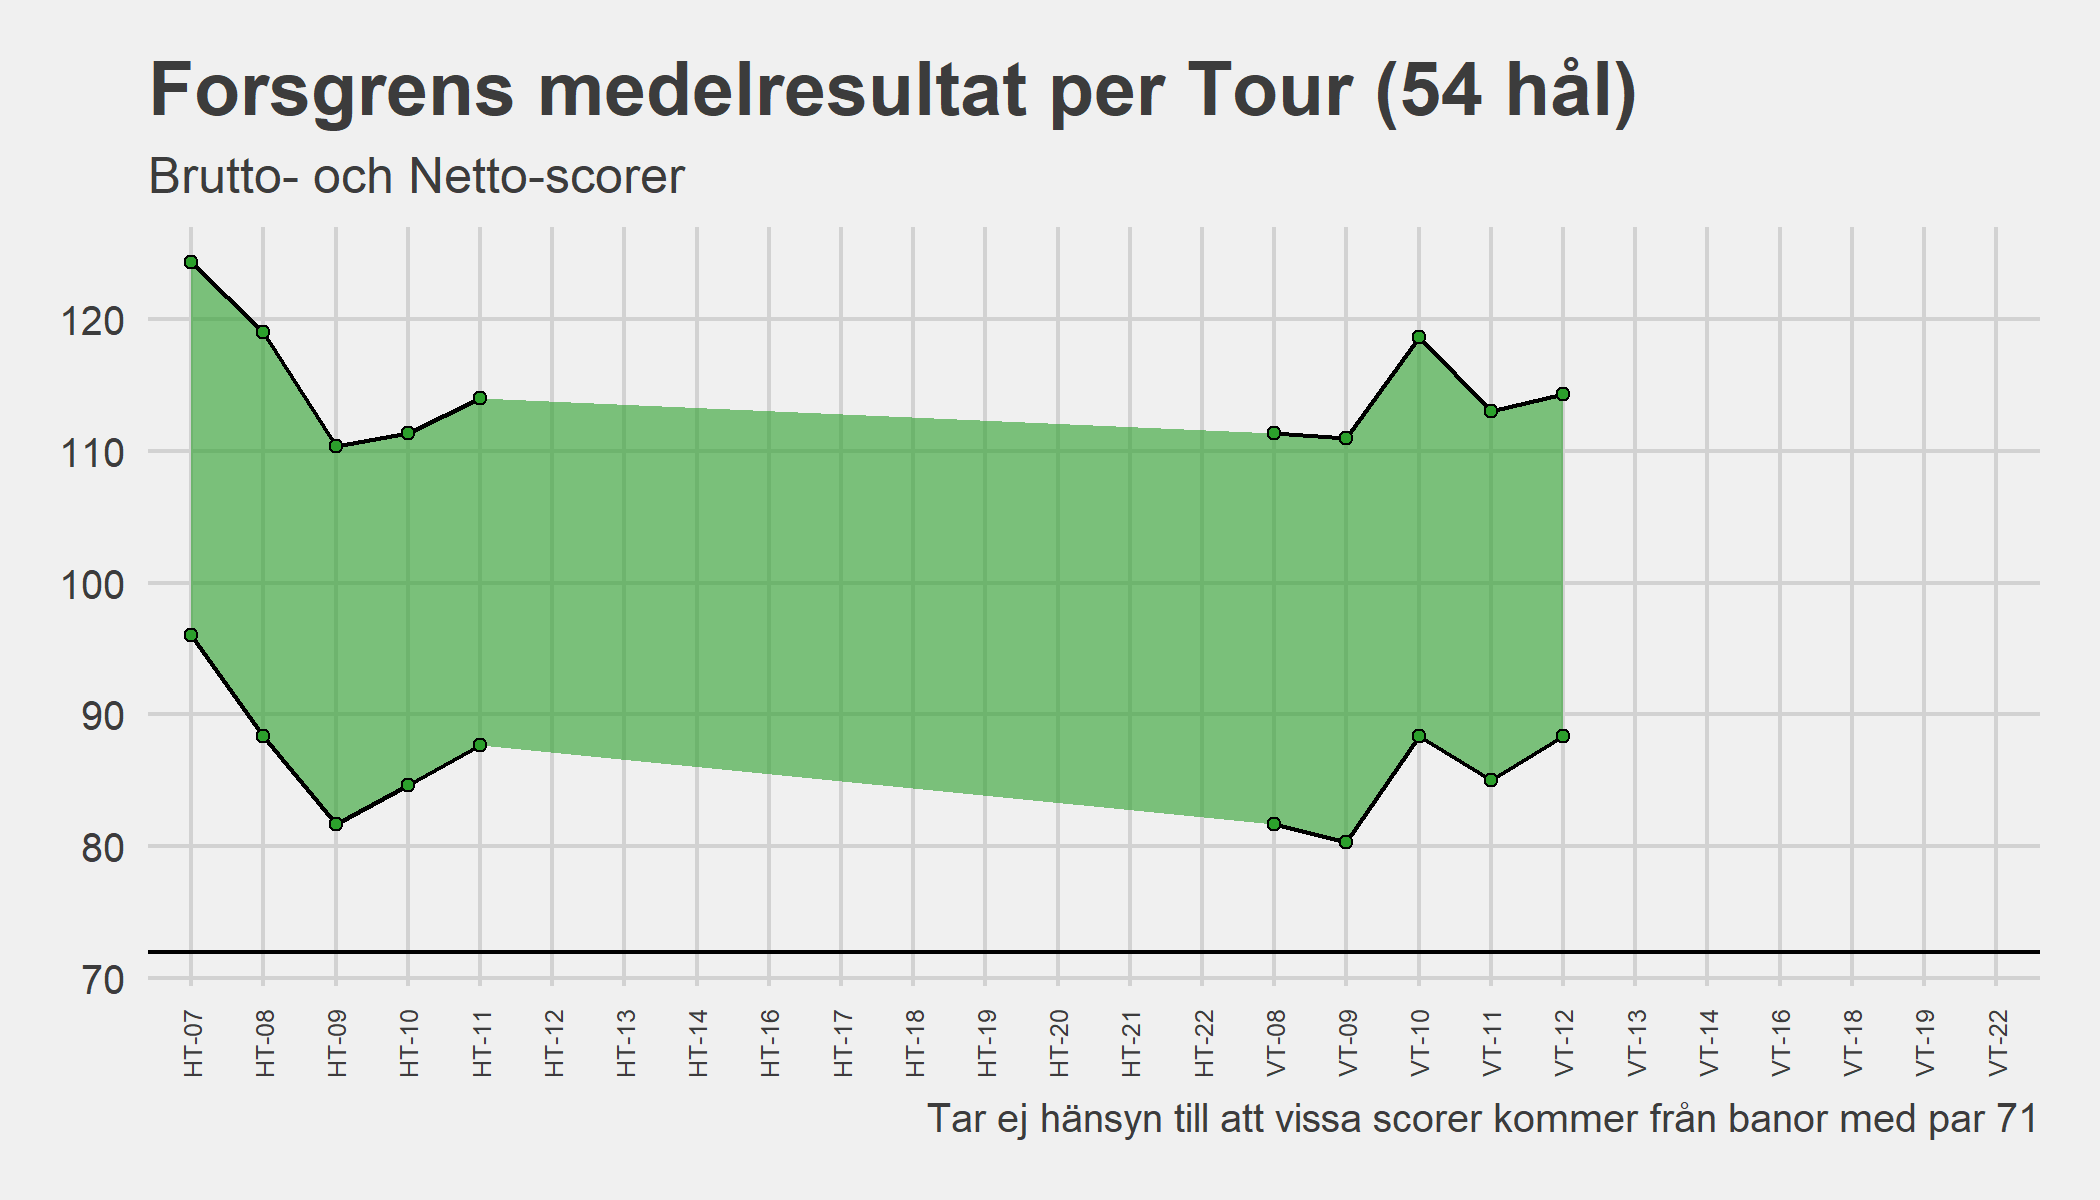 Forsgrens medelresultat per Tour (54 hål)
Brutto- och Netto-scorer
120
110
100
90
80
70
HT-07
HT-08
HT-09
HT-10
HT-11
HT-12
HT-13
HT-14
HT-16
HT-17
HT-18
HT-19
HT-20
HT-21
HT-22
VT-08
VT-09
VT-10
VT-11
VT-12
VT-13
VT-14
VT-16
VT-18
VT-19
VT-22
Tar ej hänsyn till att vissa scorer kommer från banor med par 71